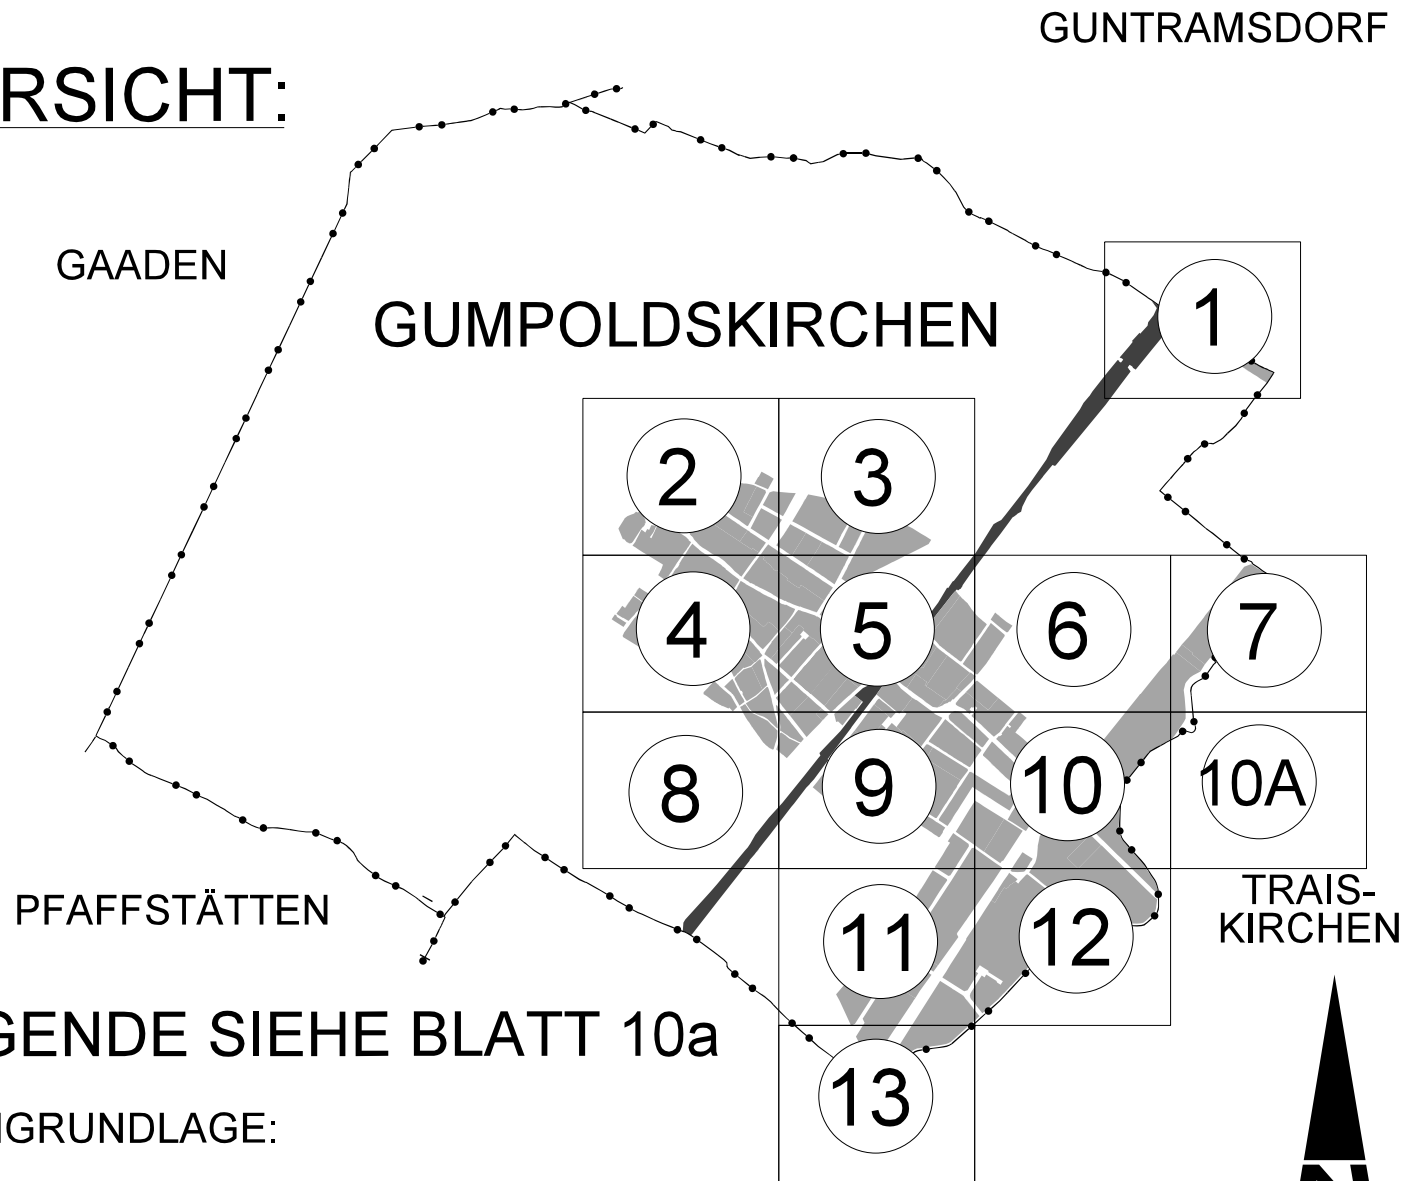 GUNTRAMSDORF
RSICHT:
GAADEN
GUMPOLDSKIRCHEN
1
2
3
4
5
6
7
8
9
10
10A
PFAFFSTÄTTEN
TRAIS-
KIRCHEN
11
12
GENDE SIEHE BLATT 10a
13
NGRUNDLAGE:
N